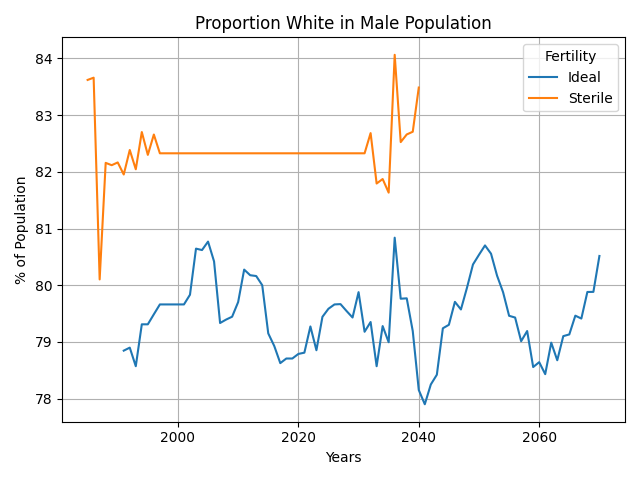 Proportion White in Male Population
84
83
82
81
80
79
78
% of Population
2000
2020
2040
2060
Years
Fertility
Ideal
Sterile